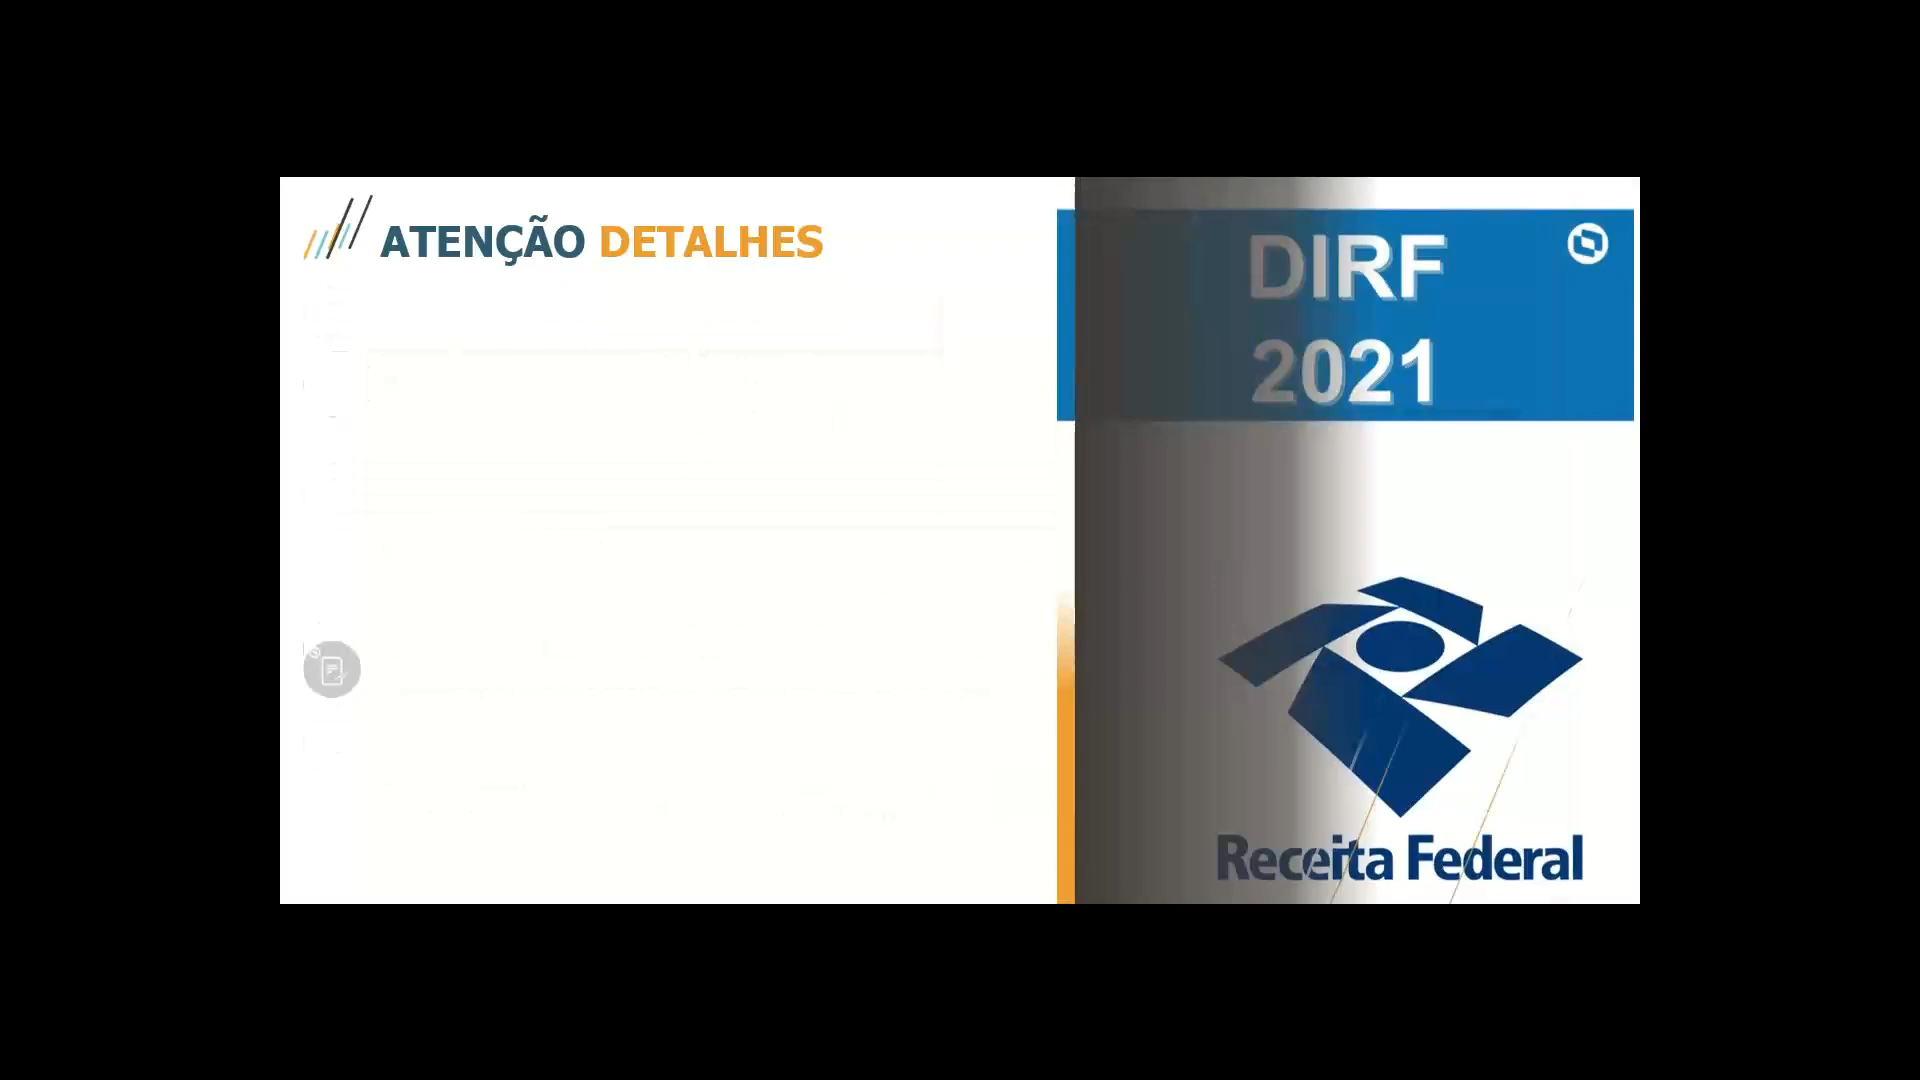 ATENÇÃO DETALHES
DIRF
2021
Receita Federal